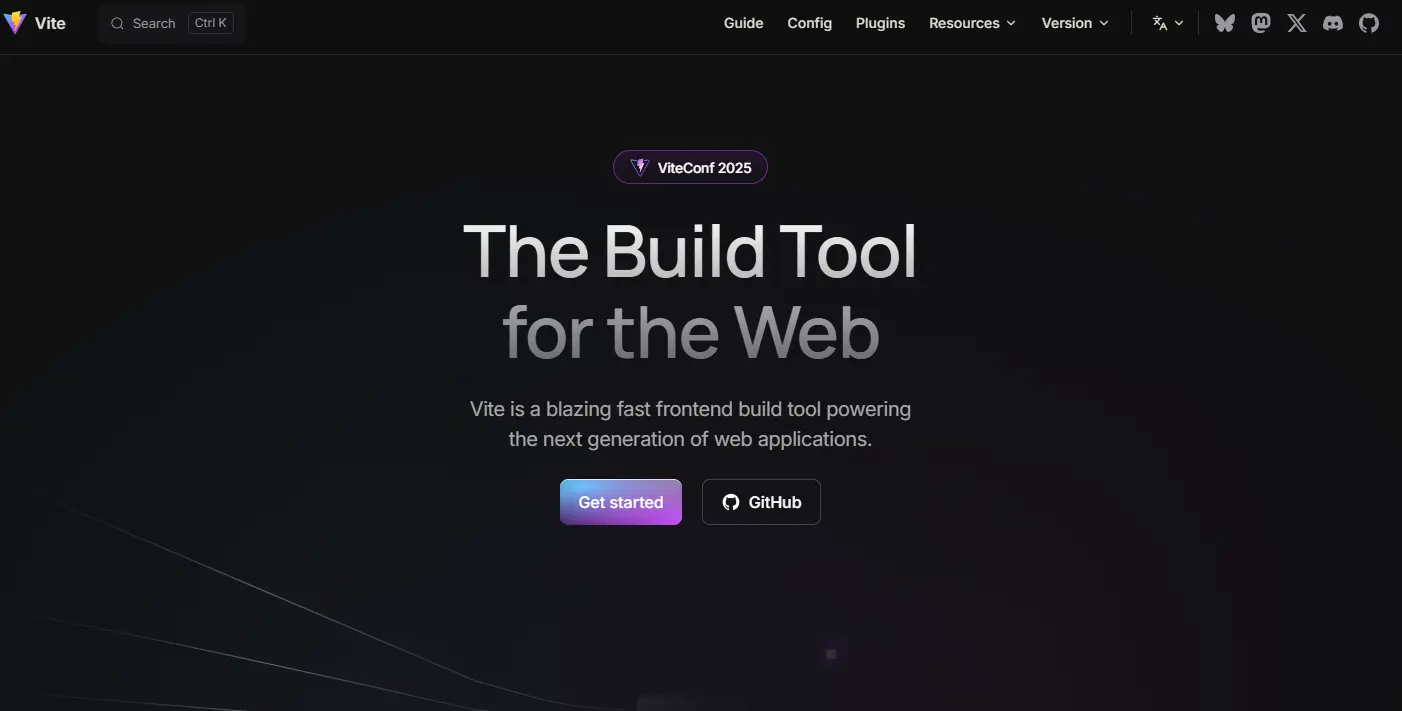 Vite
Search Ctrl K
Guide Config Plugins Resources Version
ViteConf 2025
The Build Tool
for the Web
Vite is a blazing fast frontend build tool powering
the next generation of web applications.
Get started GitHub